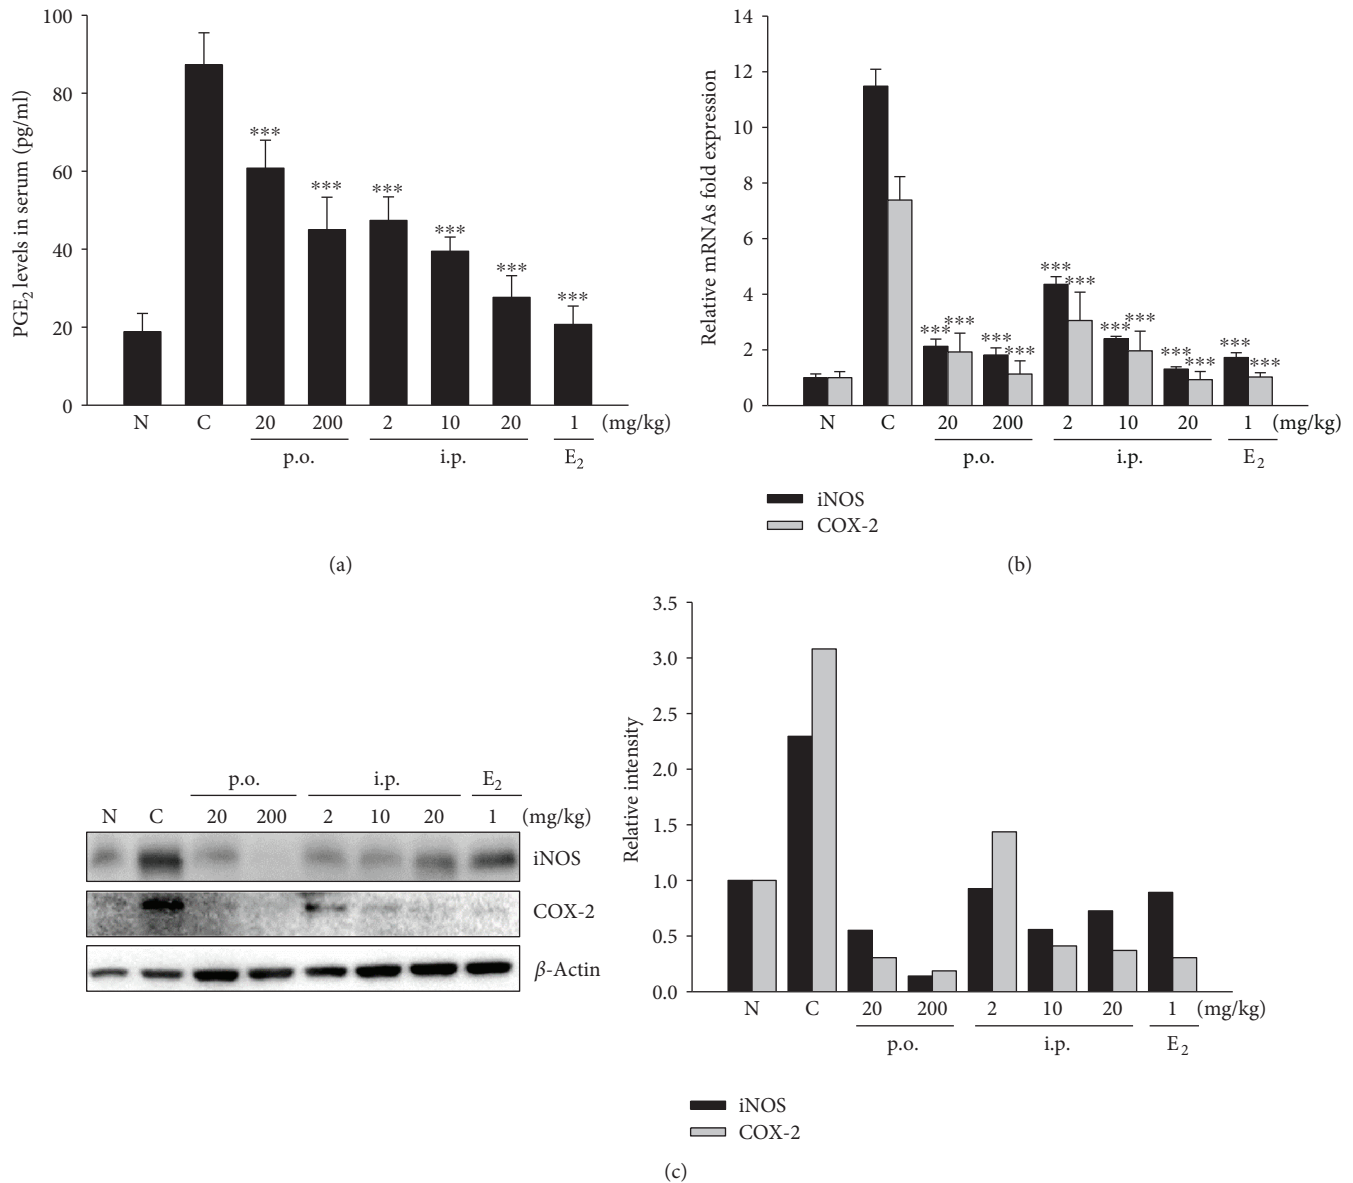 PGE2 levels in serum (pg/ml)
100
80
60
40
20
0
***
***
***
***
***
***
N C 20 200 2 10 20 1 (mg/kg)
p.o. i.p. E2
(a)
Relative mRNAs fold expression
14
12
10
8
6
4
2
0
*** ***
*** ***
*** ***
*** ***
*** ***
*** ***
N C 20 200 2 10 20 1 (mg/kg)
p.o. i.p. E2
iNOS
COX-2
(b)
p.o. i.p. E2
N C 20 200 2 10 20 1 (mg/kg)
iNOS
COX-2
β-Actin
Relative intensity
3.5
3.0
2.5
2.0
1.5
1.0
0.5
0.0
N C 20 200 2 10 20 1 (mg/kg)
p.o. i.p. E2
iNOS
COX-2
(c)